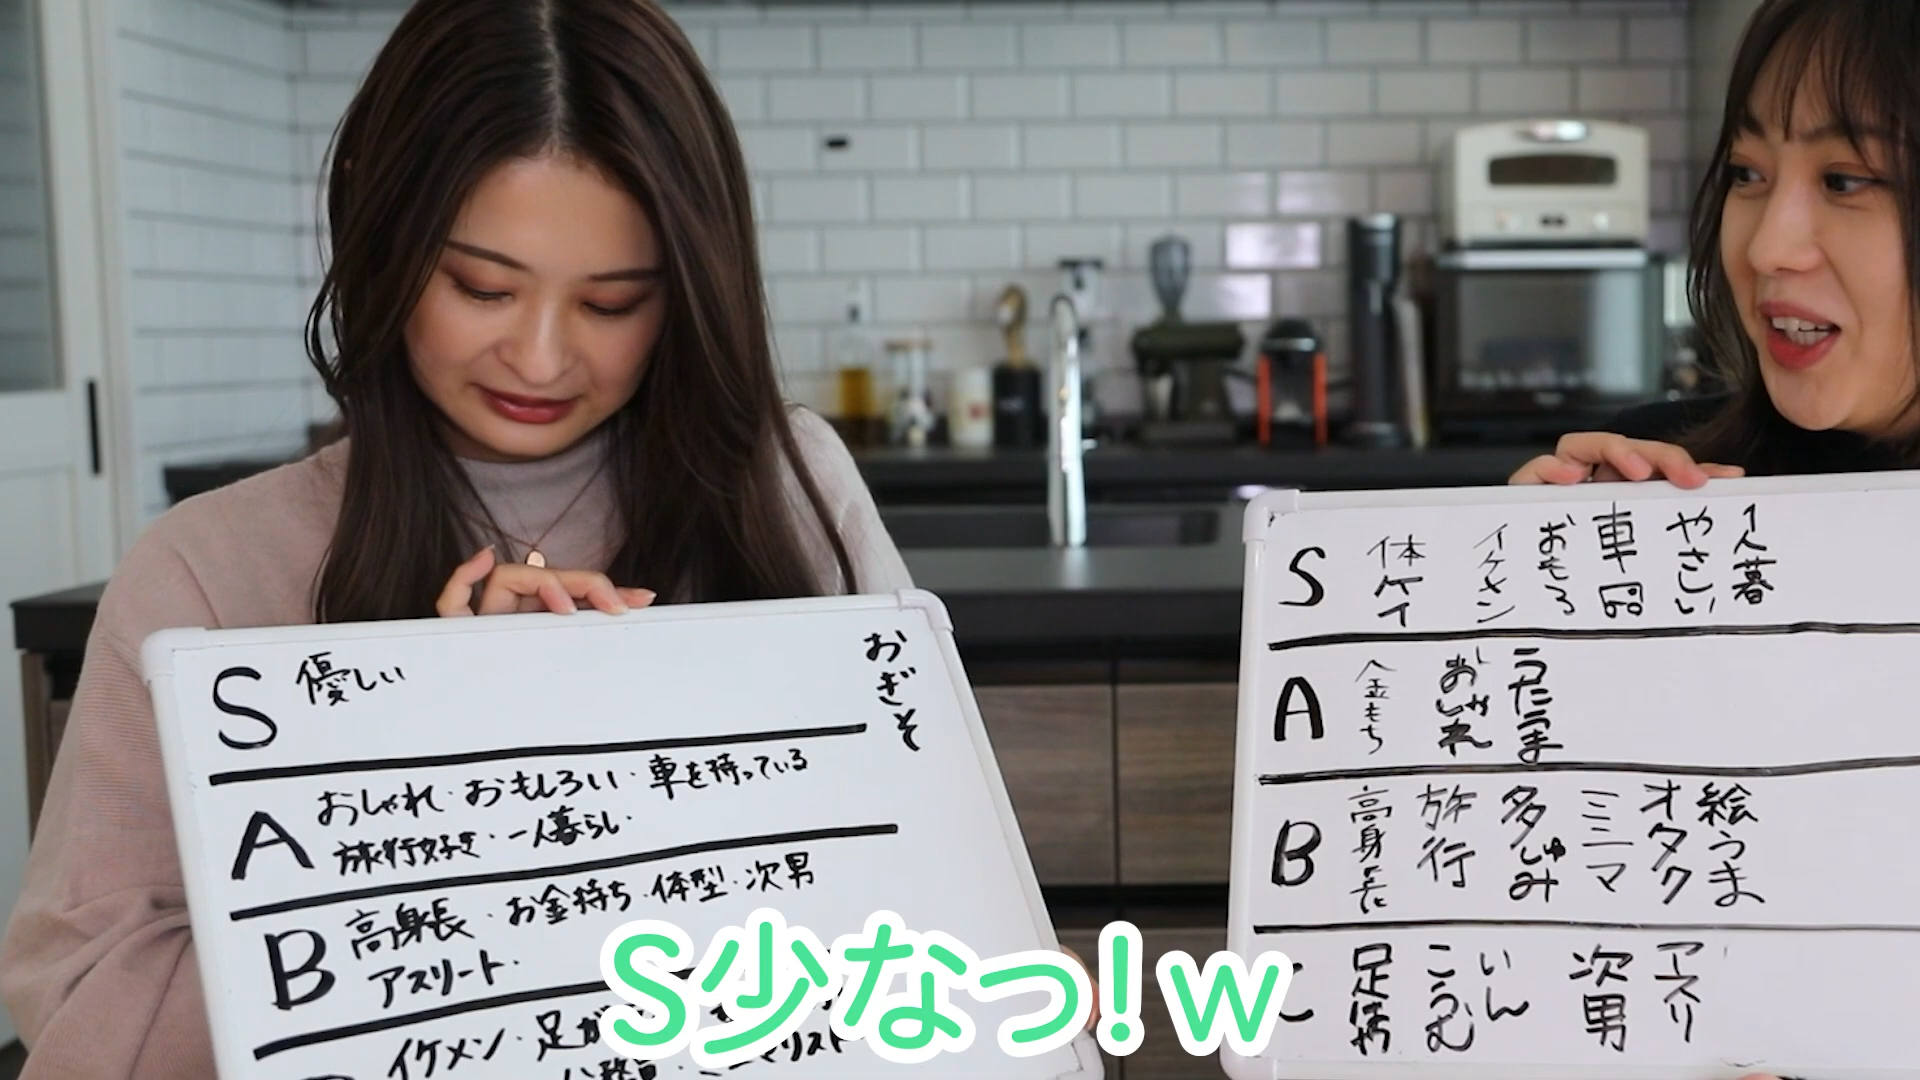 おぎそ
S 優しい
A おしゃれ・おもしろい・車を持っている
旅行好き・一人暮らし・
B 高身長・お金持ち・体型・次男
アスリート・
イケメン・足が
S 体ケイ イケメン おもろ 車 やさしい 1人暮
A 金もち おしゃれ うたうま
B 高身長 旅行 多しゅみ ミニマ オタク 絵うま
C こうむいん 次男 アスリ
S少なっ!w